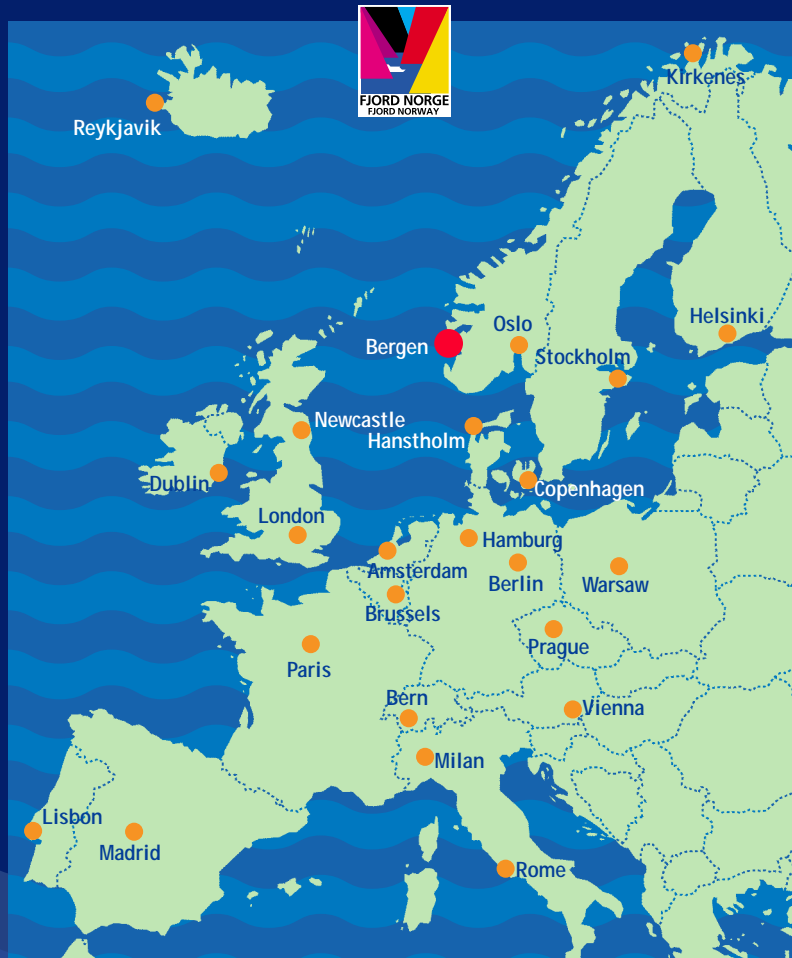 FJORD NORGE
FJORD NORWAY
Kirkenes
Reykjavik
Helsinki
Oslo
Bergen
Stockholm
Newcastle
Hanstholm
Dublin
Copenhagen
London
Hamburg
Amsterdam
Berlin
Warsaw
Brussels
Prague
Paris
Bern
Vienna
Milan
Lisbon
Madrid
Rome